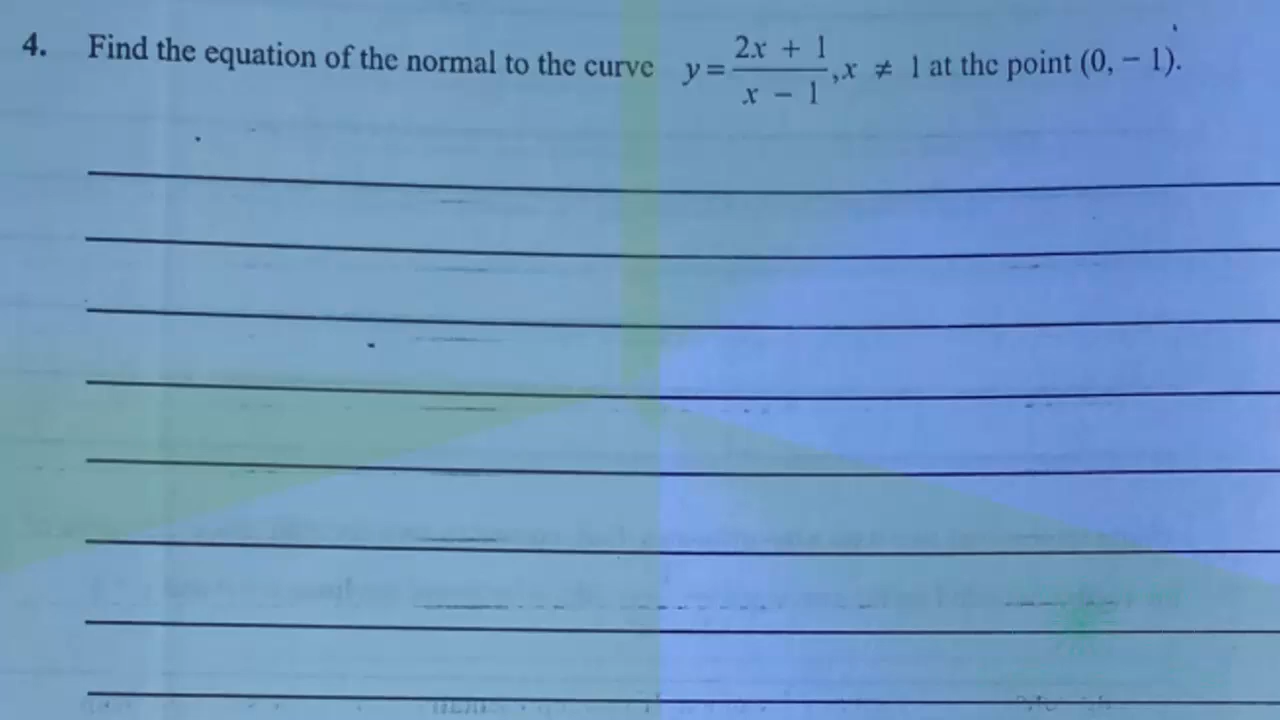 4. Find the equation of the normal to the curve y = \frac{2x + 1}{x - 1}, x ≠ 1 at the point (0, – 1).